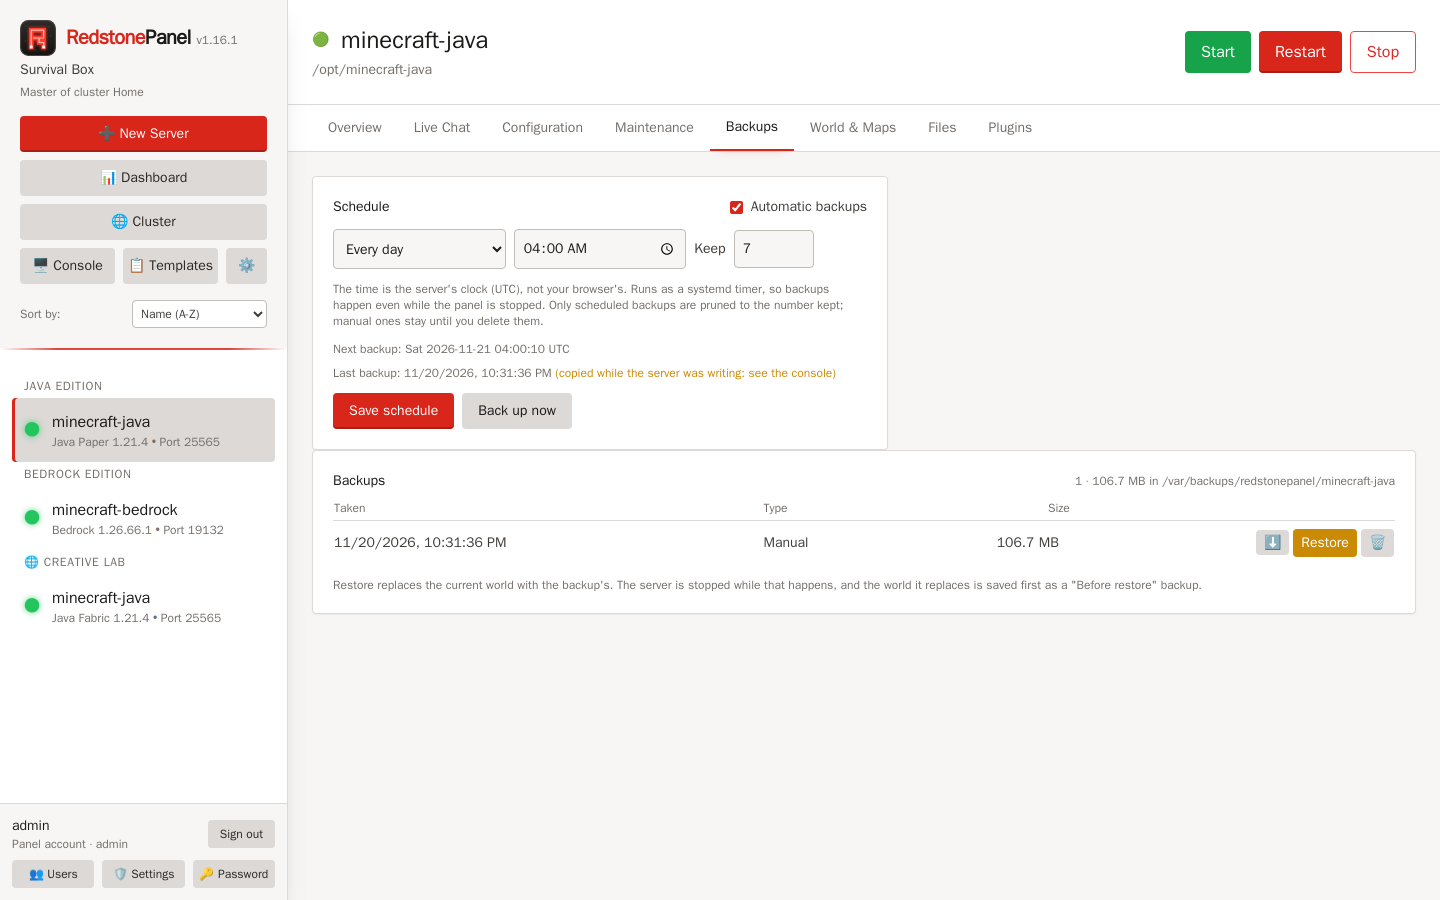 RedstonePanel v1.16.1
Survival Box
Master of cluster Home
➕ New Server
📊 Dashboard
🌐 Cluster
🖥️ Console 📋 Templates ⚙️
Sort by: Name (A-Z)
JAVA EDITION
minecraft-java
Java Paper 1.21.4 • Port 25565
BEDROCK EDITION
minecraft-bedrock
Bedrock 1.26.66.1 • Port 19132
🌐 CREATIVE LAB
minecraft-java
Java Fabric 1.21.4 • Port 25565
admin
Panel account · admin
Sign out
👥 Users 🛡️ Settings 🔑 Password
minecraft-java
/opt/minecraft-java
Start Restart Stop
Overview Live Chat Configuration Maintenance Backups World & Maps Files Plugins
Schedule Automatic backups
Every day 04:00 AM Keep 7
The time is the server's clock (UTC), not your browser's. Runs as a systemd timer, so backups
happen even while the panel is stopped. Only scheduled backups are pruned to the number kept;
manual ones stay until you delete them.
Next backup: Sat 2026-11-21 04:00:10 UTC
Last backup: 11/20/2026, 10:31:36 PM (copied while the server was writing: see the console)
Save schedule Back up now
Backups 1 · 106.7 MB in /var/backups/redstonepanel/minecraft-java
Taken Type Size
11/20/2026, 10:31:36 PM Manual 106.7 MB ⬇️ Restore 🗑️
Restore replaces the current world with the backup's. The server is stopped while that happens, and the world it replaces is saved first as a "Before restore" backup.